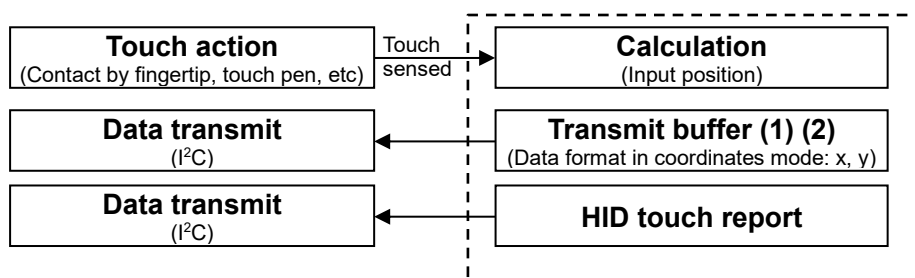 Touch action
(Contact by fingertip, touch pen, etc)
Touch
sensed
Calculation
(Input position)
Data transmit
(I²C)
Transmit buffer (1) (2)
(Data format in coordinates mode: x, y)
Data transmit
(I²C)
HID touch report